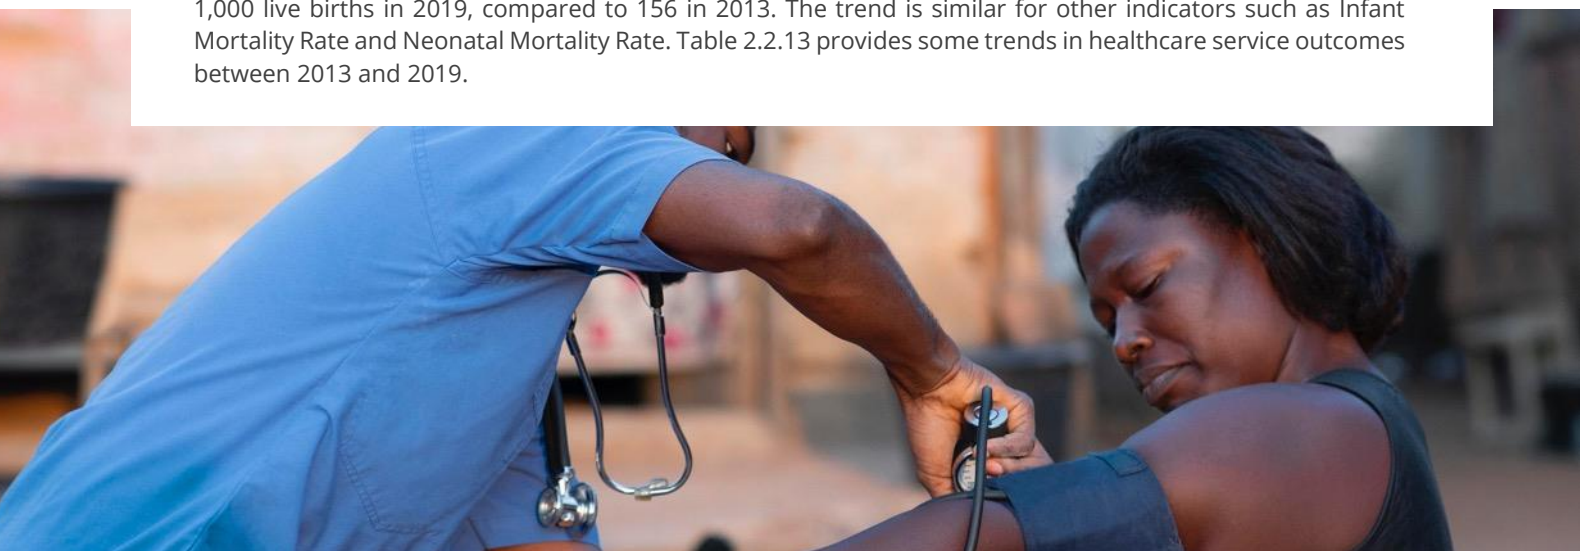 1,000 live births in 2019, compared to 156 in 2013. The trend is similar for other indicators such as Infant
Mortality Rate and Neonatal Mortality Rate. Table 2.2.13 provides some trends in healthcare service outcomes
between 2013 and 2019.